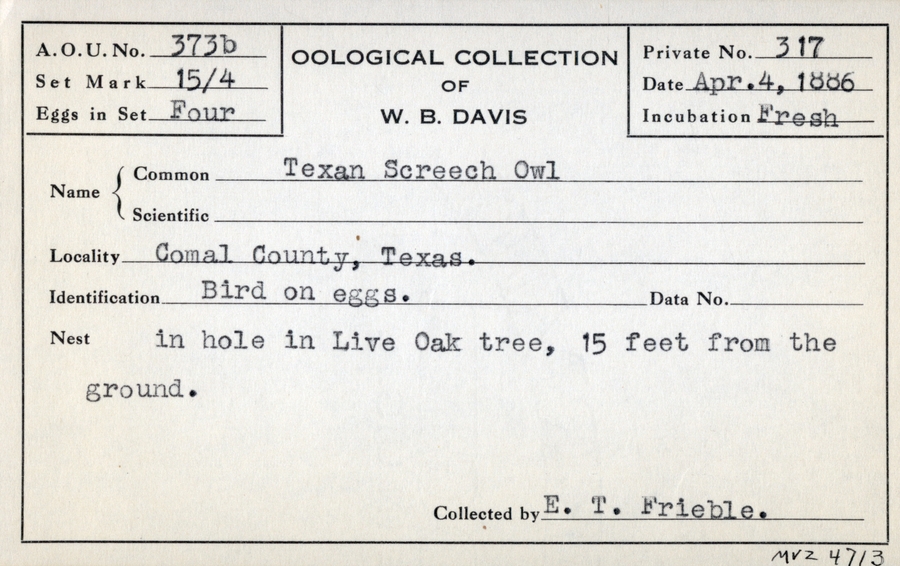 A.O.U. No. 373b
Set Mark 15/4
Eggs in Set Four
OOLOGICAL COLLECTION
OF
W. B. DAVIS
Private No. 317
Date Apr.4, 1886
Incubation Fresh
Name
Common Texan Screech Owl
Scientific
Locality Comal County, Texas.
Identification Bird on eggs. Data No.
Nest in hole in Live Oak tree, 15 feet from the
ground.
Collected by E. T. Frieble.
MVZ 4713